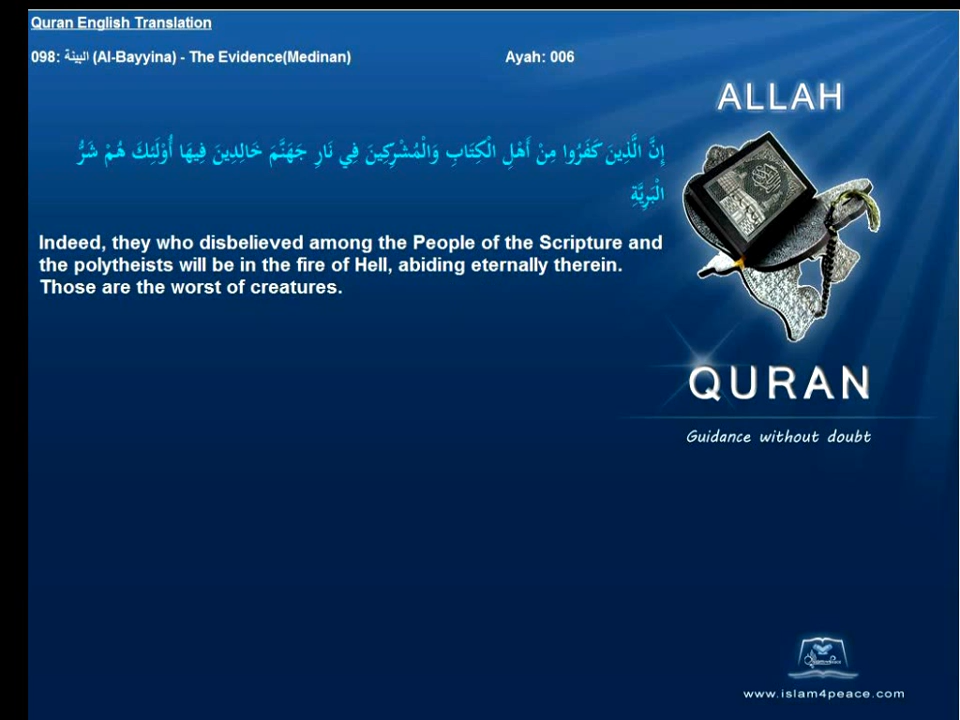 Quran English Translation
098: البينة (Al-Bayyina) - The Evidence(Medinan) Ayah: 006
ALLAH
إِنَّ الَّذِينَ كَفَرُوا مِنْ أَهْلِ الْكِتَابِ وَالْمُشْرِكِينَ فِي نَارِ جَهَنَّمَ خَالِدِينَ فِيهَا أُوْلَئِكَ هُمْ شَرُّ
الْبَرِيَّةِ
Indeed, they who disbelieved among the People of the Scripture and
the polytheists will be in the fire of Hell, abiding eternally therein.
Those are the worst of creatures.
QURAN
Guidance without doubt
www.islam4peace.com